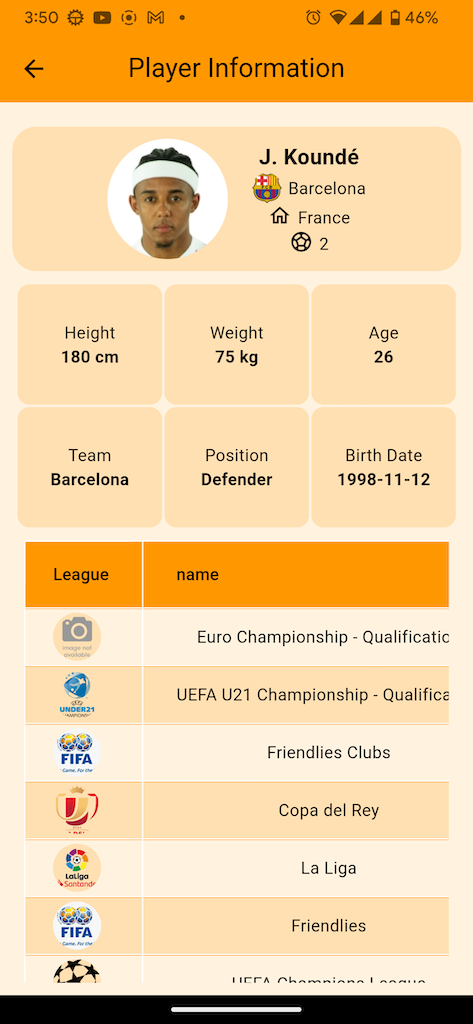 3:50
46%
Player Information
J. Koundé
Barcelona
France
2
Height
180 cm
Weight
75 kg
Age
26
Team
Barcelona
Position
Defender
Birth Date
1998-11-12
League
name
image not
available
Euro Championship - Qualificatio
UNDER21
UEFA U21 Championship - Qualifica
FIFA
Friendlies Clubs
Copa del Rey
LaLiga
Santander
La Liga
FIFA
Friendlies
UEFA Champions League